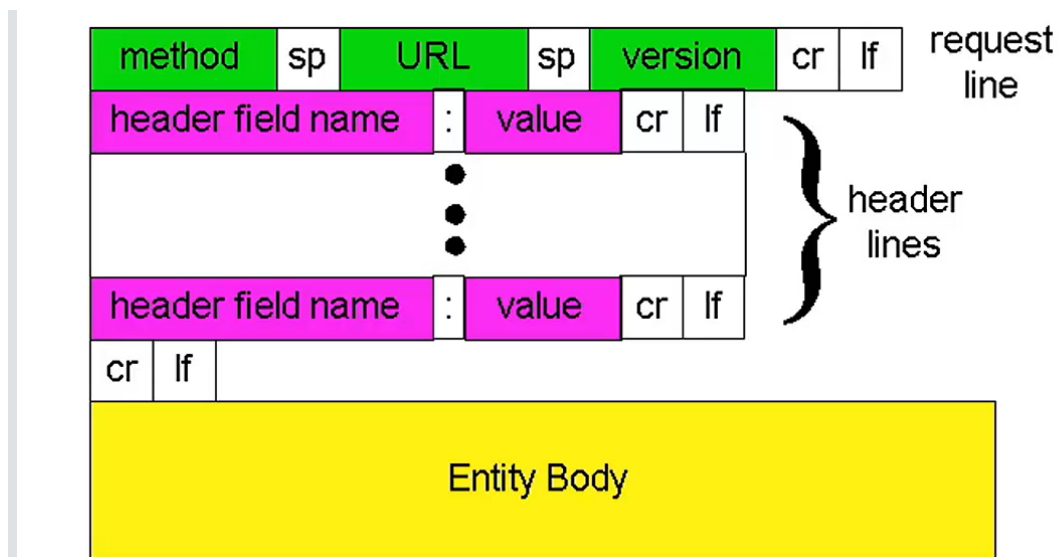 method sp URL sp version cr lf request
line
header field name : value cr lf
header
lines
header field name : value cr lf
cr lf
Entity Body